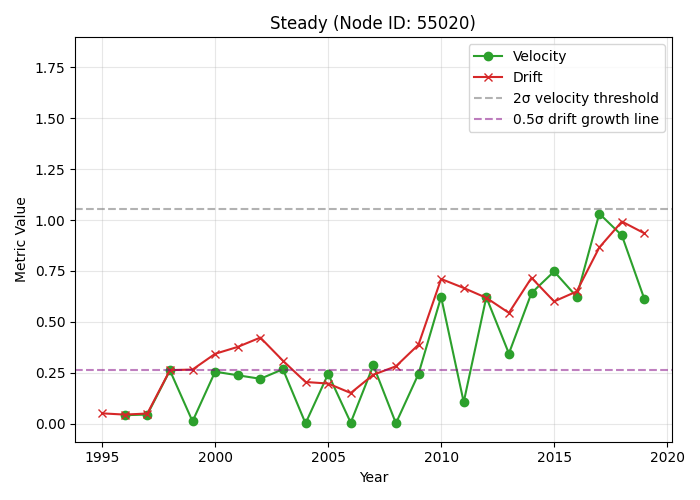 Steady (Node ID: 55020)
Velocity
Drift
2σ velocity threshold
0.5σ drift growth line
Metric Value
1.75
1.50
1.25
1.00
0.75
0.50
0.25
0.00
1995 2000 2005 2010 2015 2020
Year